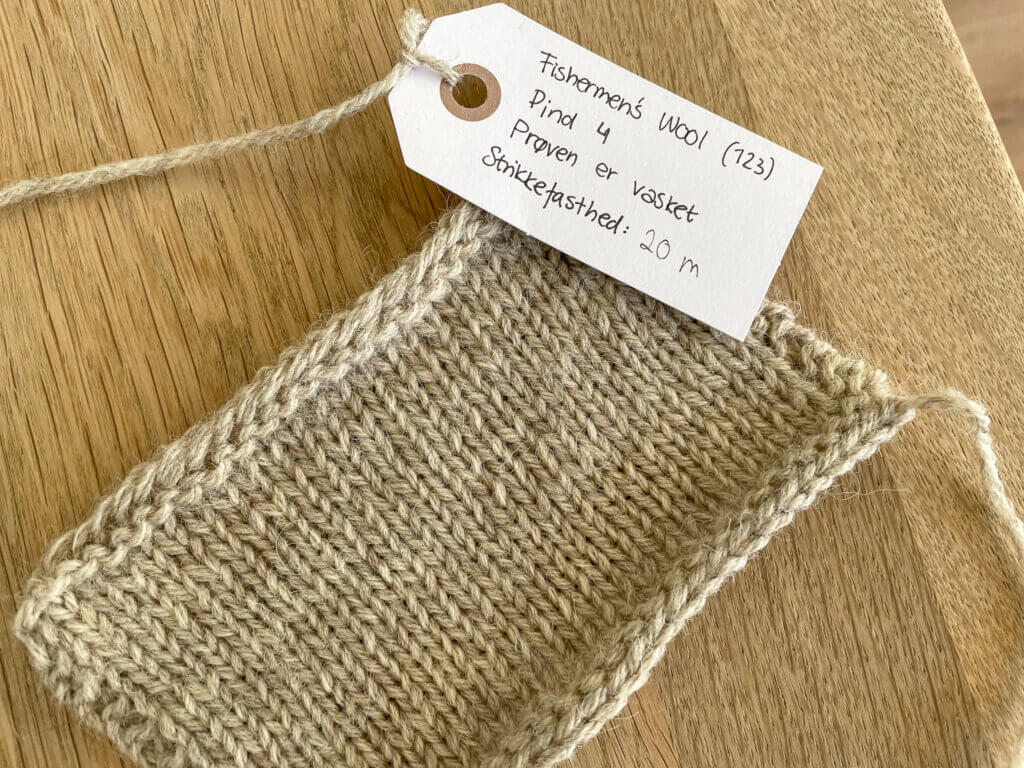 Fishermen's Wool (123)
Pind 4
Prøven er vasket
Strikkefasthed: 20 m